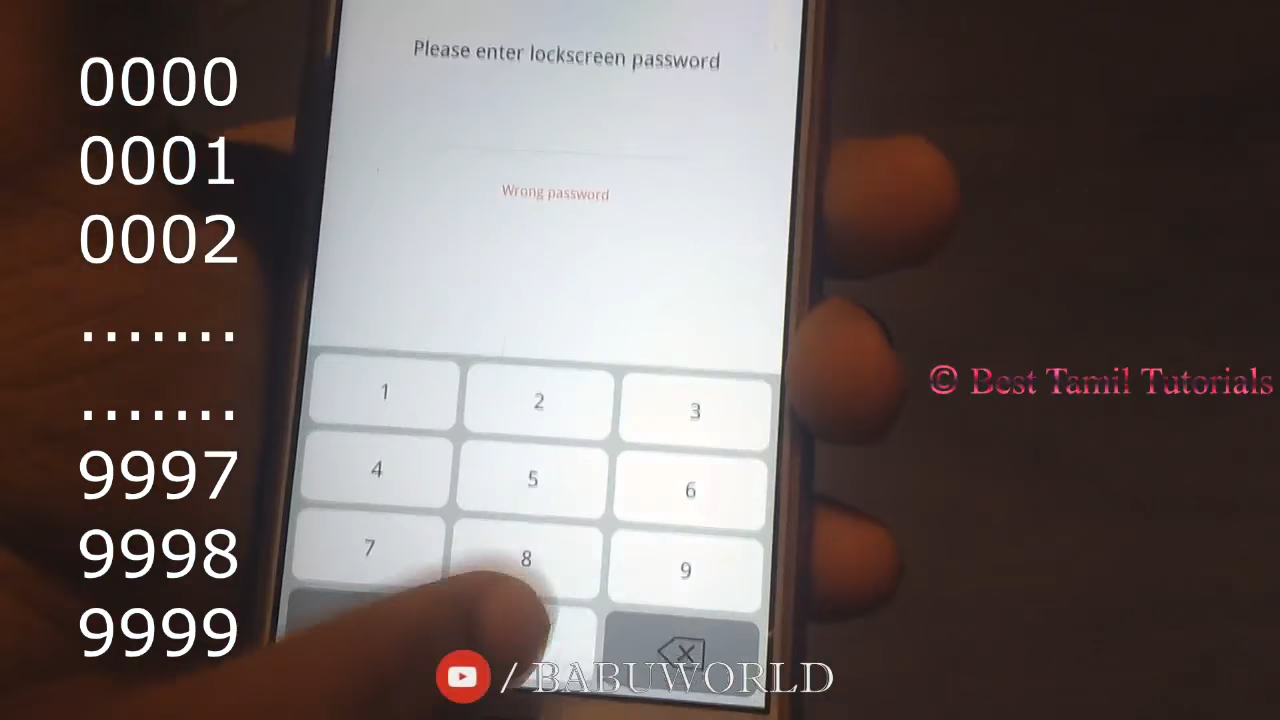 0000
0001
0002
.......
.......
9997
9998
9999
Please enter lockscreen password
Wrong password
1 2 3
4 5 6
7 8 9
© Best Tamil Tutorials
/ BABUWORLD